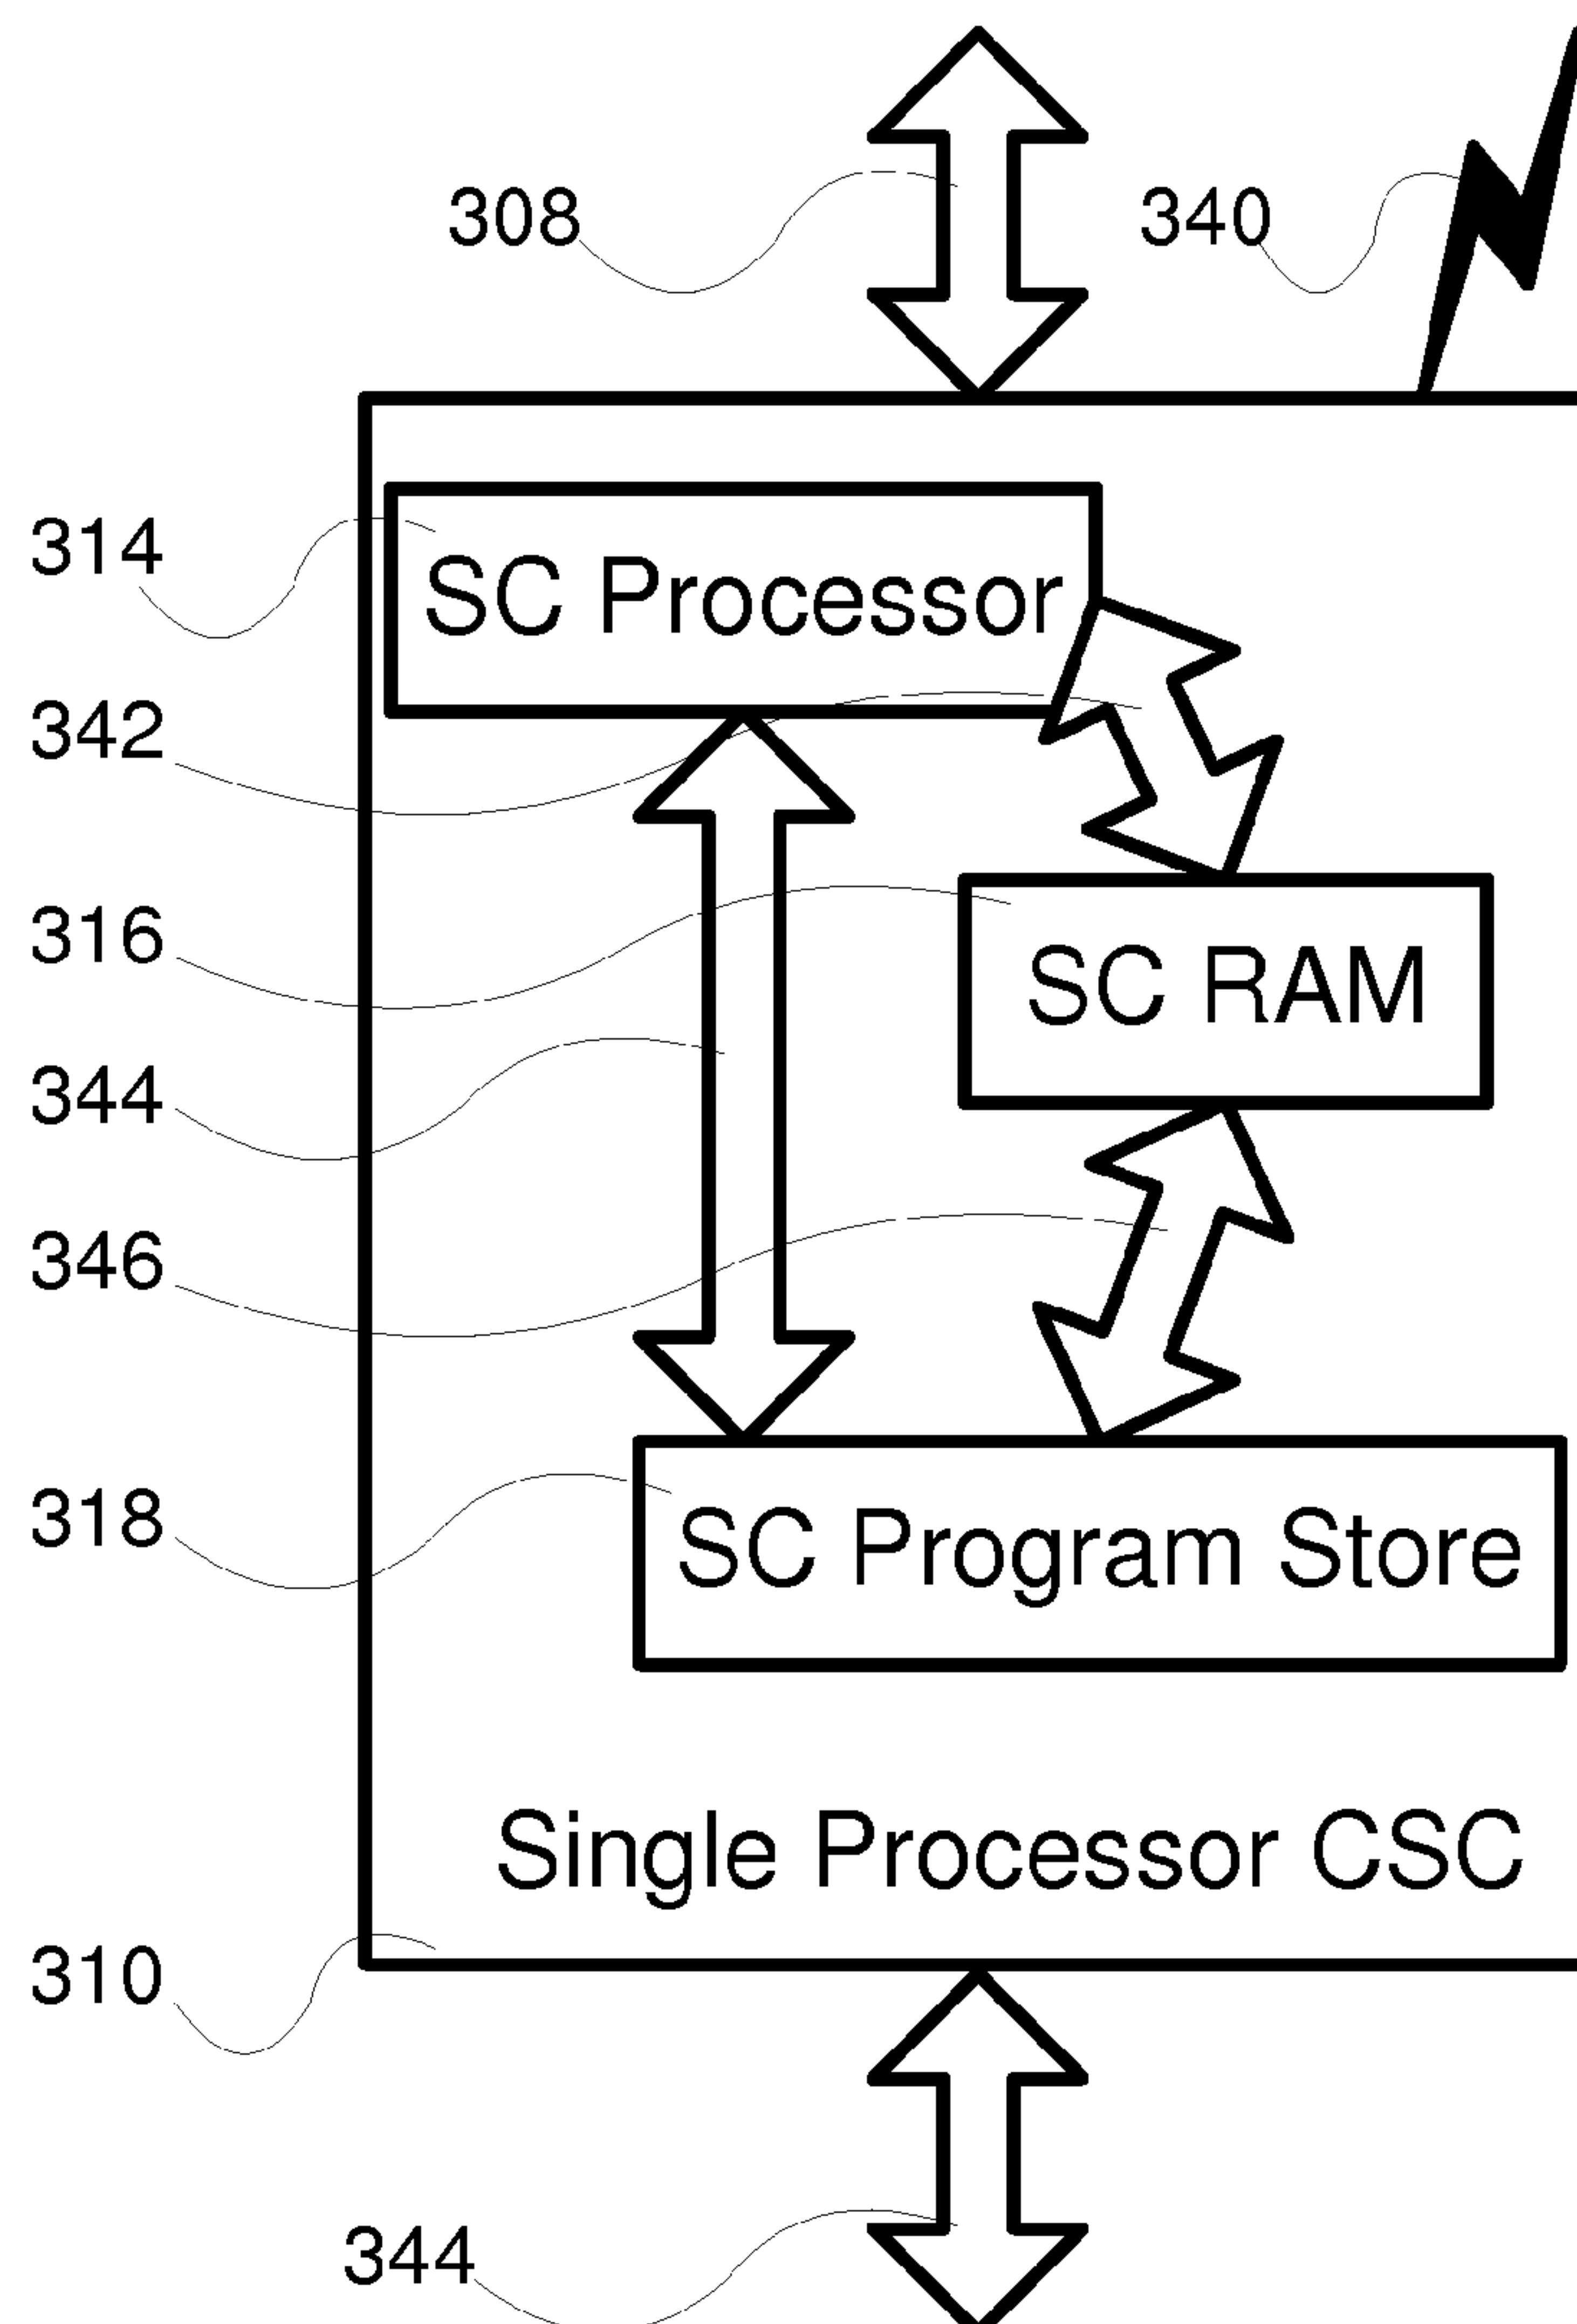 308
340
314
SC Processor
342
316
SC RAM
344
346
318
SC Program Store
Single Processor CSC
310
344